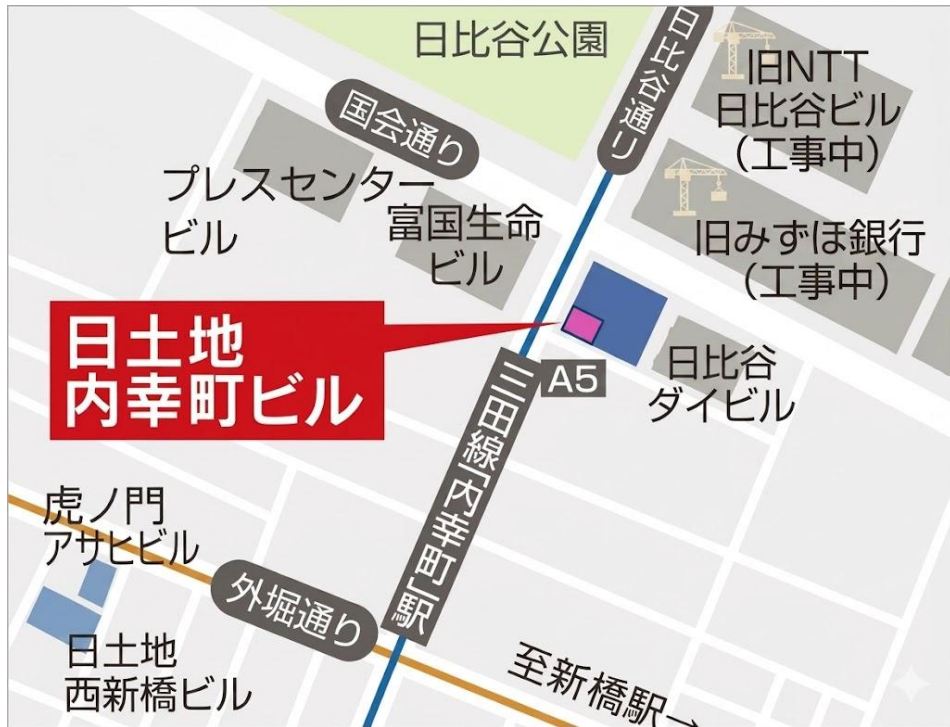 日比谷公園
日比谷通り
旧NTT
日比谷ビル
(工事中)
国会通り
プレスセンター
ビル
富国生命
ビル
旧みずほ銀行
(工事中)
日土地
内幸町ビル
A5
日比谷
ダイビル
三田線「内幸町」駅
虎ノ門
アサヒビル
外堀通り
日土地
西新橋ビル
至新橋駅→